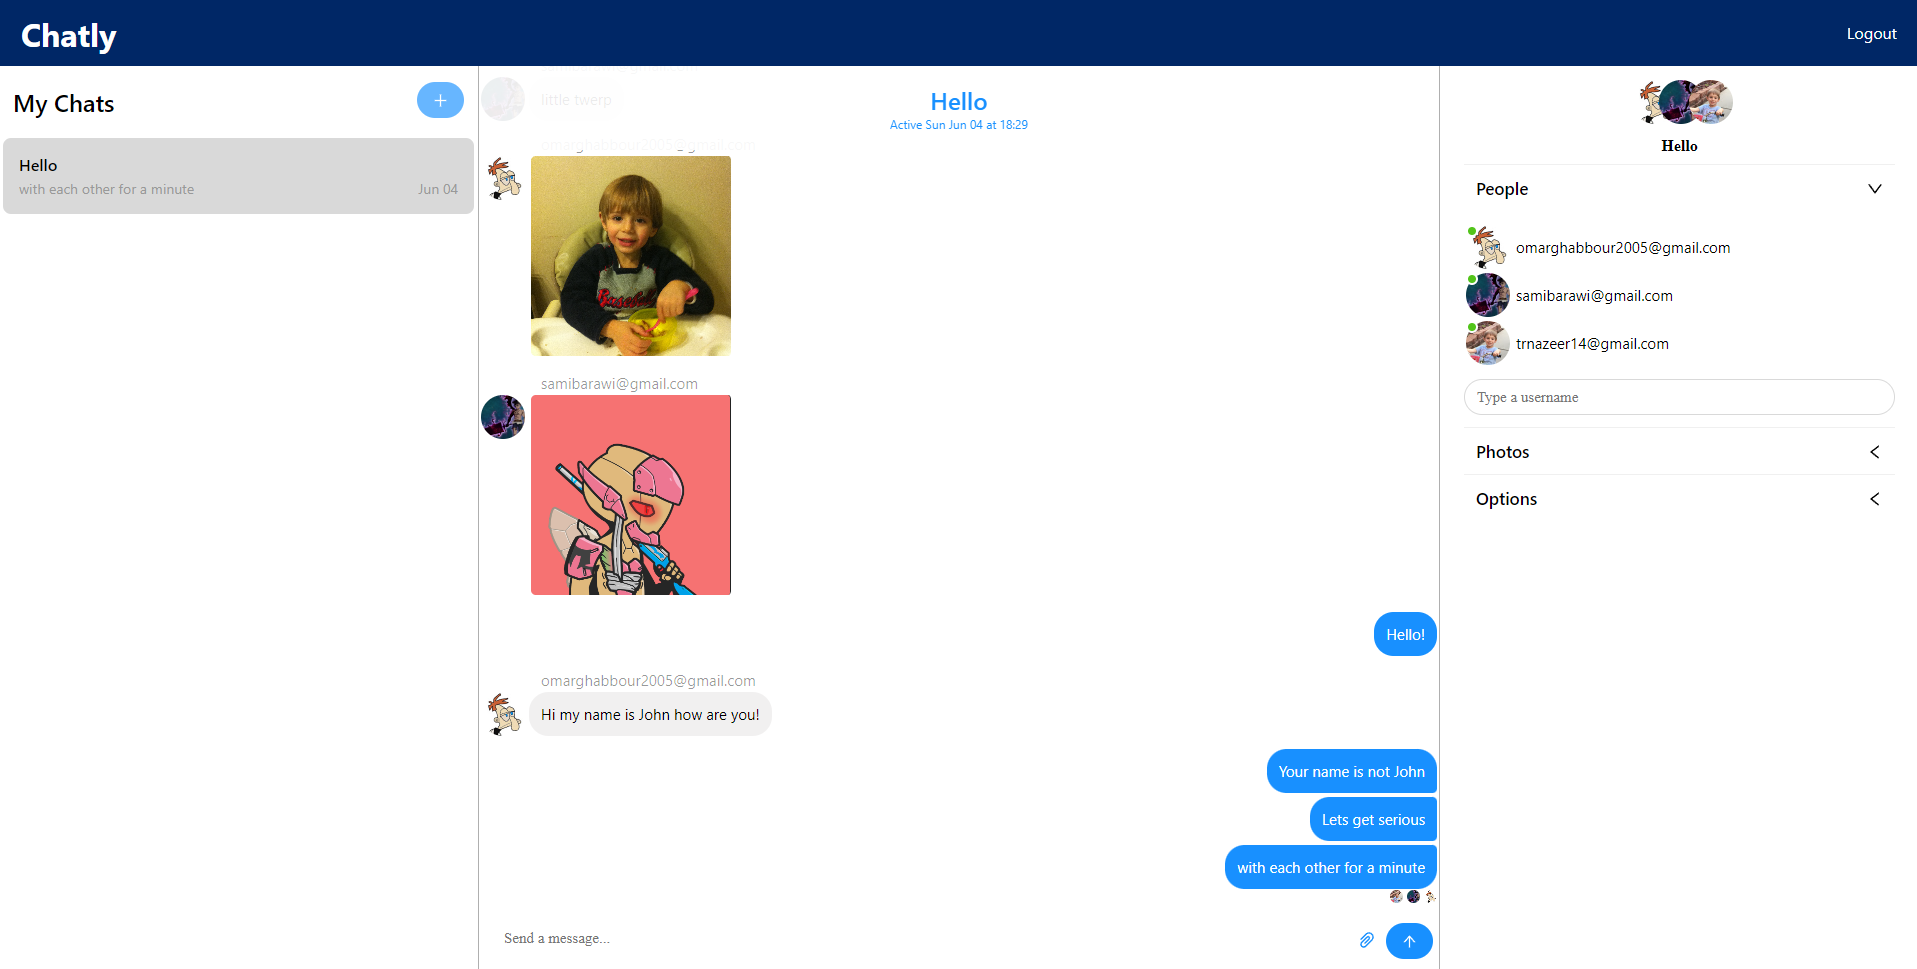 Chatly
Logout
My Chats
Hello
with each other for a minute
Jun 04
little twerp
Hello
Active Sun Jun 04 at 18:29
omarghabbour2005@gmail.com
samibarawi@gmail.com
Hello!
omarghabbour2005@gmail.com
Hi my name is John how are you!
Your name is not John
Lets get serious
with each other for a minute
Send a message...
Hello
People
omarghabbour2005@gmail.com
samibarawi@gmail.com
trnazeer14@gmail.com
Type a username
Photos
Options